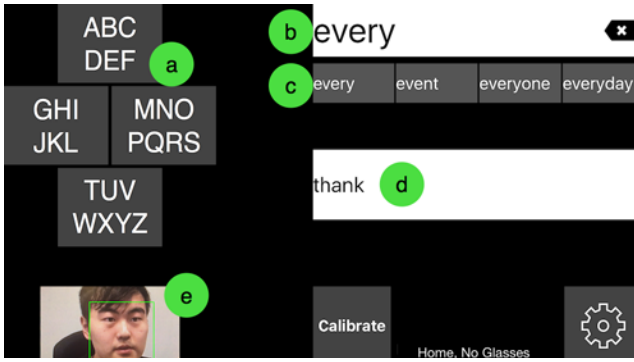 ABC
DEF
a
GHI
JKL
MNO
PQRS
TUV
WXYZ
e
b
every
x
c
every
event
everyone
everyday
thank
d
Calibrate
Home, No Glasses